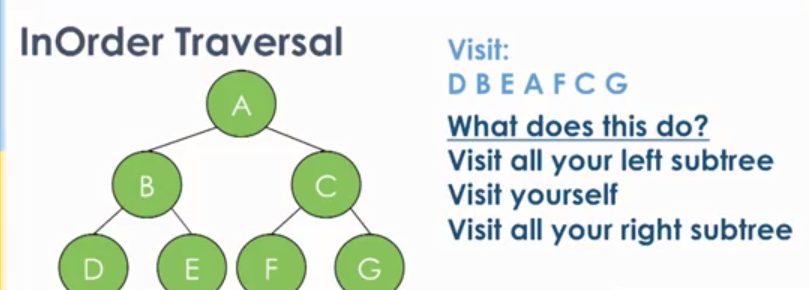 InOrder Traversal
Visit:
D B E A F C G
What does this do?
Visit all your left subtree
Visit yourself
Visit all your right subtree
A
B C
D E F G